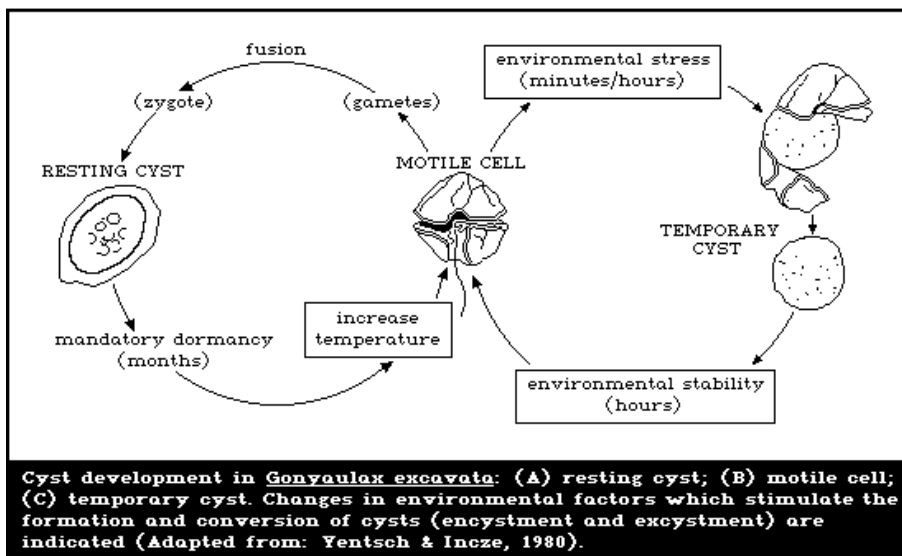 fusion
(zygote)
(gametes)
RESTING CYST
MOTILE CELL
environmental stress
(minutes/hours)
TEMPORARY
CYST
mandatory dormancy
(months)
increase
temperature
environmental stability
(hours)
Cyst development in Gonyaulax excavata: (A) resting cyst; (B) motile cell;
(C) temporary cyst. Changes in environmental factors which stimulate the
formation and conversion of cysts (encystment and excystment) are
indicated (Adapted from: Yentsch & Incze, 1980).